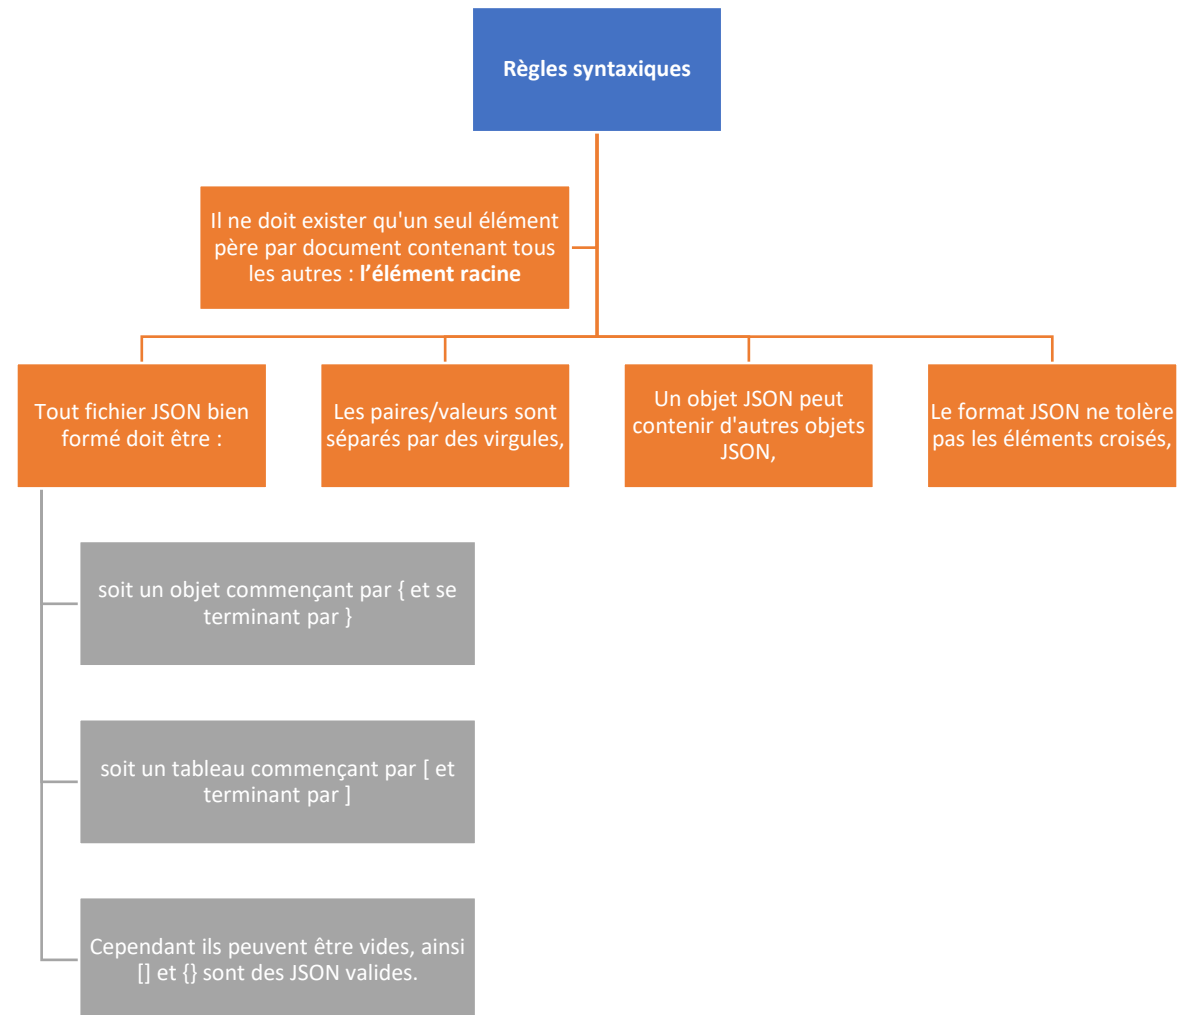 Règles syntaxiques
Il ne doit exister qu'un seul élément
père par document contenant tous
les autres : l’élément racine
Tout fichier JSON bien
formé doit être :
Les paires/valeurs sont
séparés par des virgules,
Un objet JSON peut
contenir d'autres objets
JSON,
Le format JSON ne tolère
pas les éléments croisés,
soit un objet commençant par { et se
terminant par }
soit un tableau commençant par [ et
terminant par ]
Cependant ils peuvent être vides, ainsi
[] et {} sont des JSON valides.